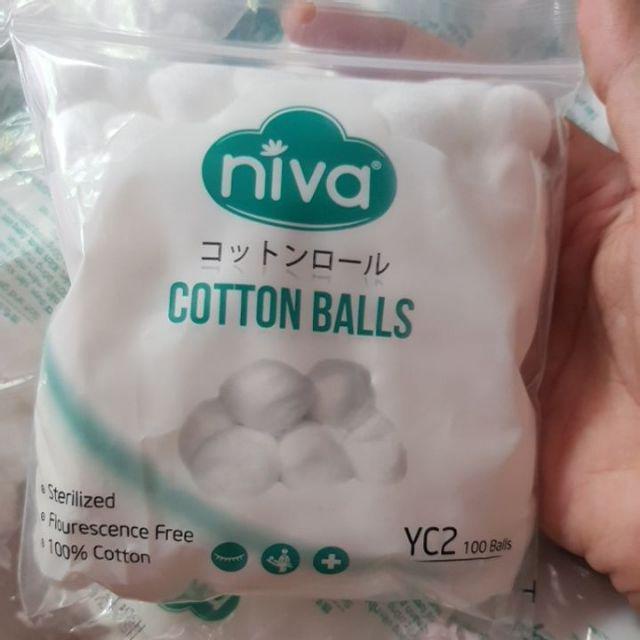 niva®
コットンロール
COTTON BALLS
• Sterilized
• Flourescence Free
• 100% Cotton
YC2 100 Balls